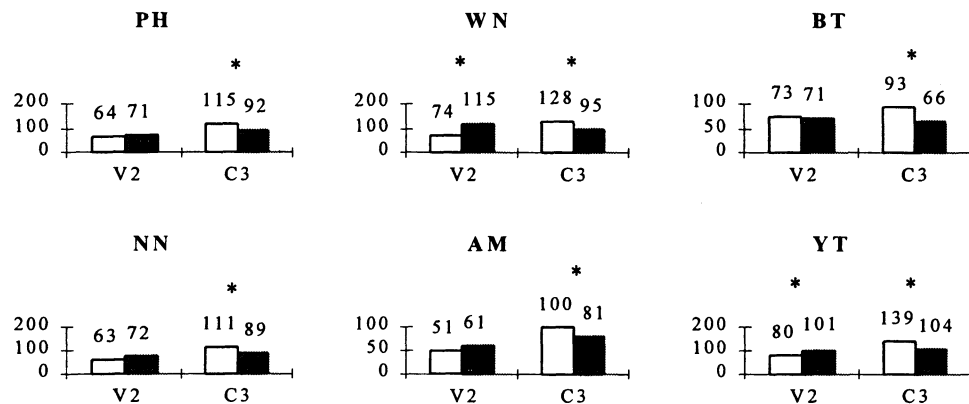 PH WN BT
* * * *
64 71 115 92 74 115 128 95 73 71 93 66
200 200 100
100 100 50
0 0 0
V2 C3 V2 C3 V2 C3
NN AM YT
* * * *
63 72 111 89 51 61 100 81 80 101 139 104
200 100 200
100 50 100
0 0 0
V2 C3 V2 C3 V2 C3